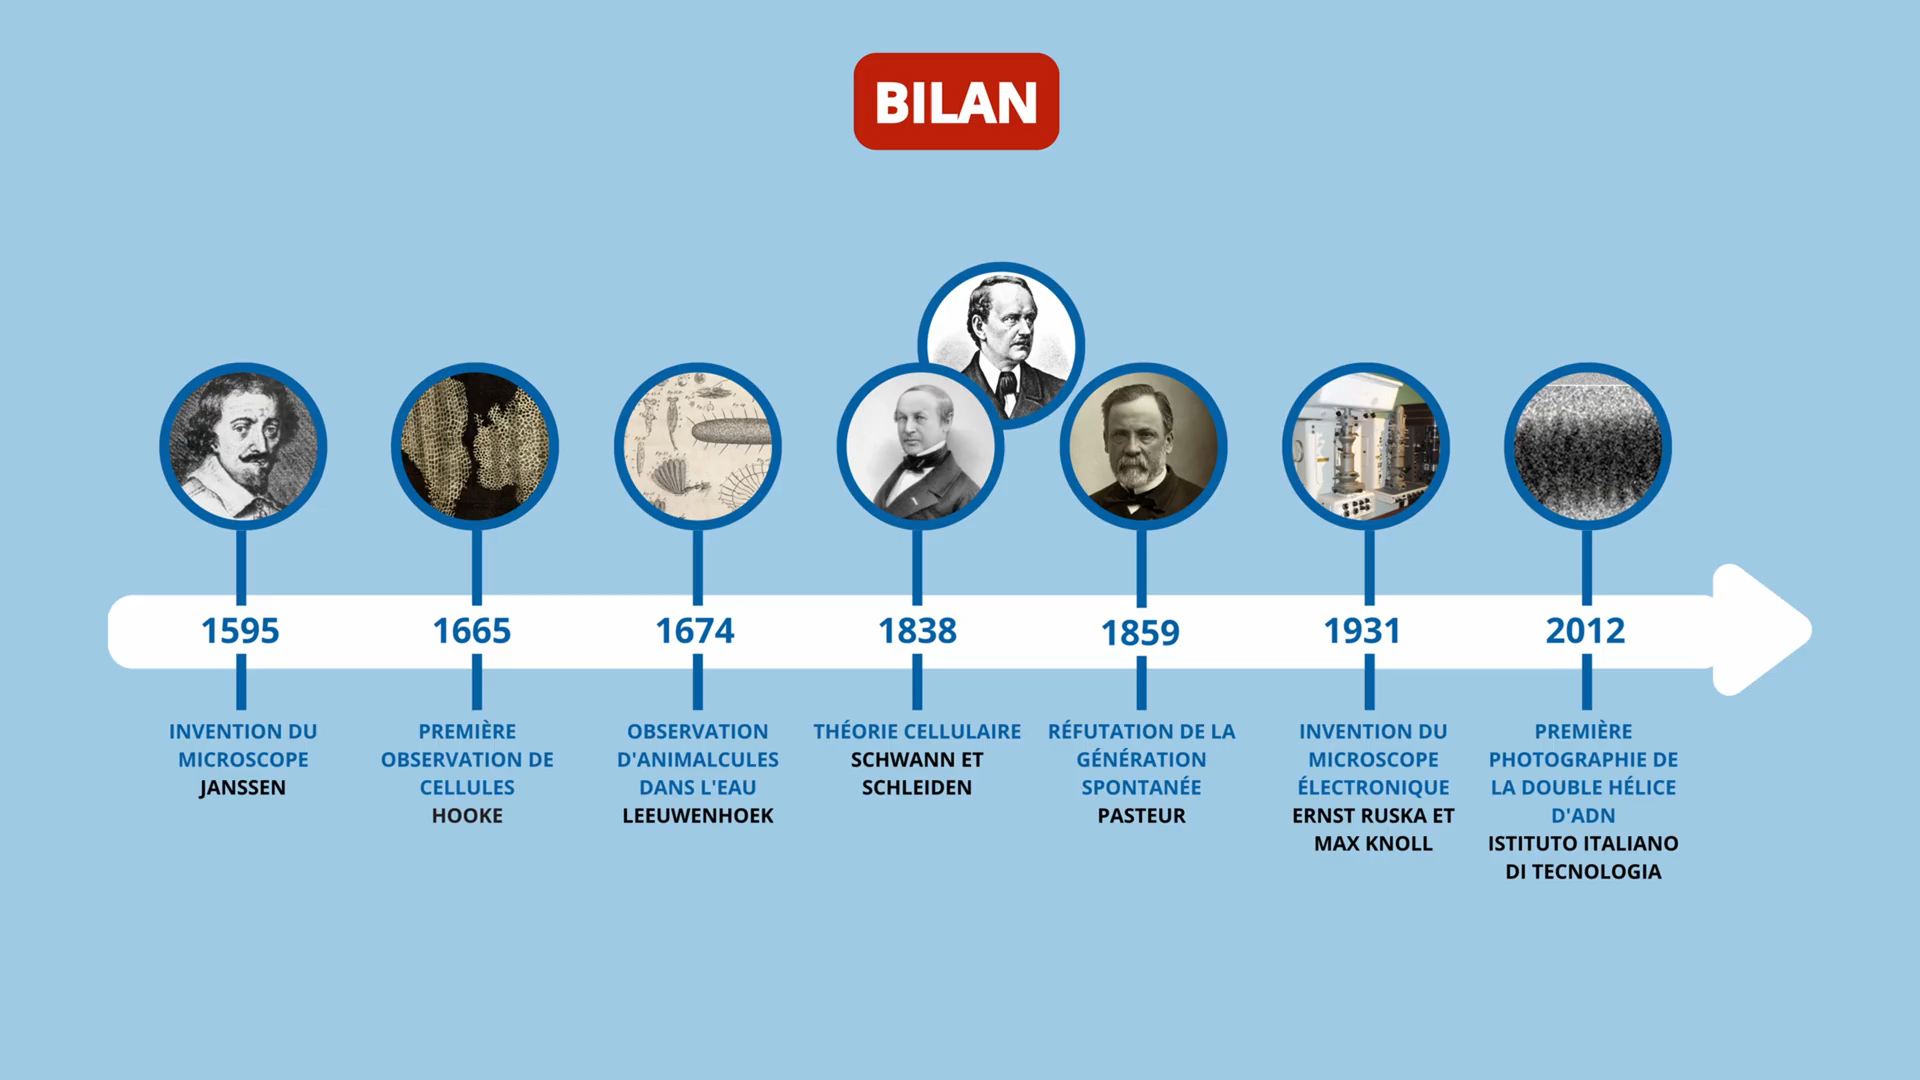 BILAN
1595
1665
1674
1838
1859
1931
2012
INVENTION DU
MICROSCOPE
JANSSEN
PREMIÈRE
OBSERVATION DE
CELLULES
HOOKE
OBSERVATION
D'ANIMALCULES
DANS L'EAU
LEEUWENHOEK
THÉORIE CELLULAIRE
SCHWANN ET
SCHLEIDEN
RÉFUTATION DE LA
GÉNÉRATION
SPONTANÉE
PASTEUR
INVENTION DU
MICROSCOPE
ÉLECTRONIQUE
ERNST RUSKA ET
MAX KNOLL
PREMIÈRE
PHOTOGRAPHIE DE
LA DOUBLE HÉLICE
D'ADN
ISTITUTO ITALIANO
DI TECNOLOGIA